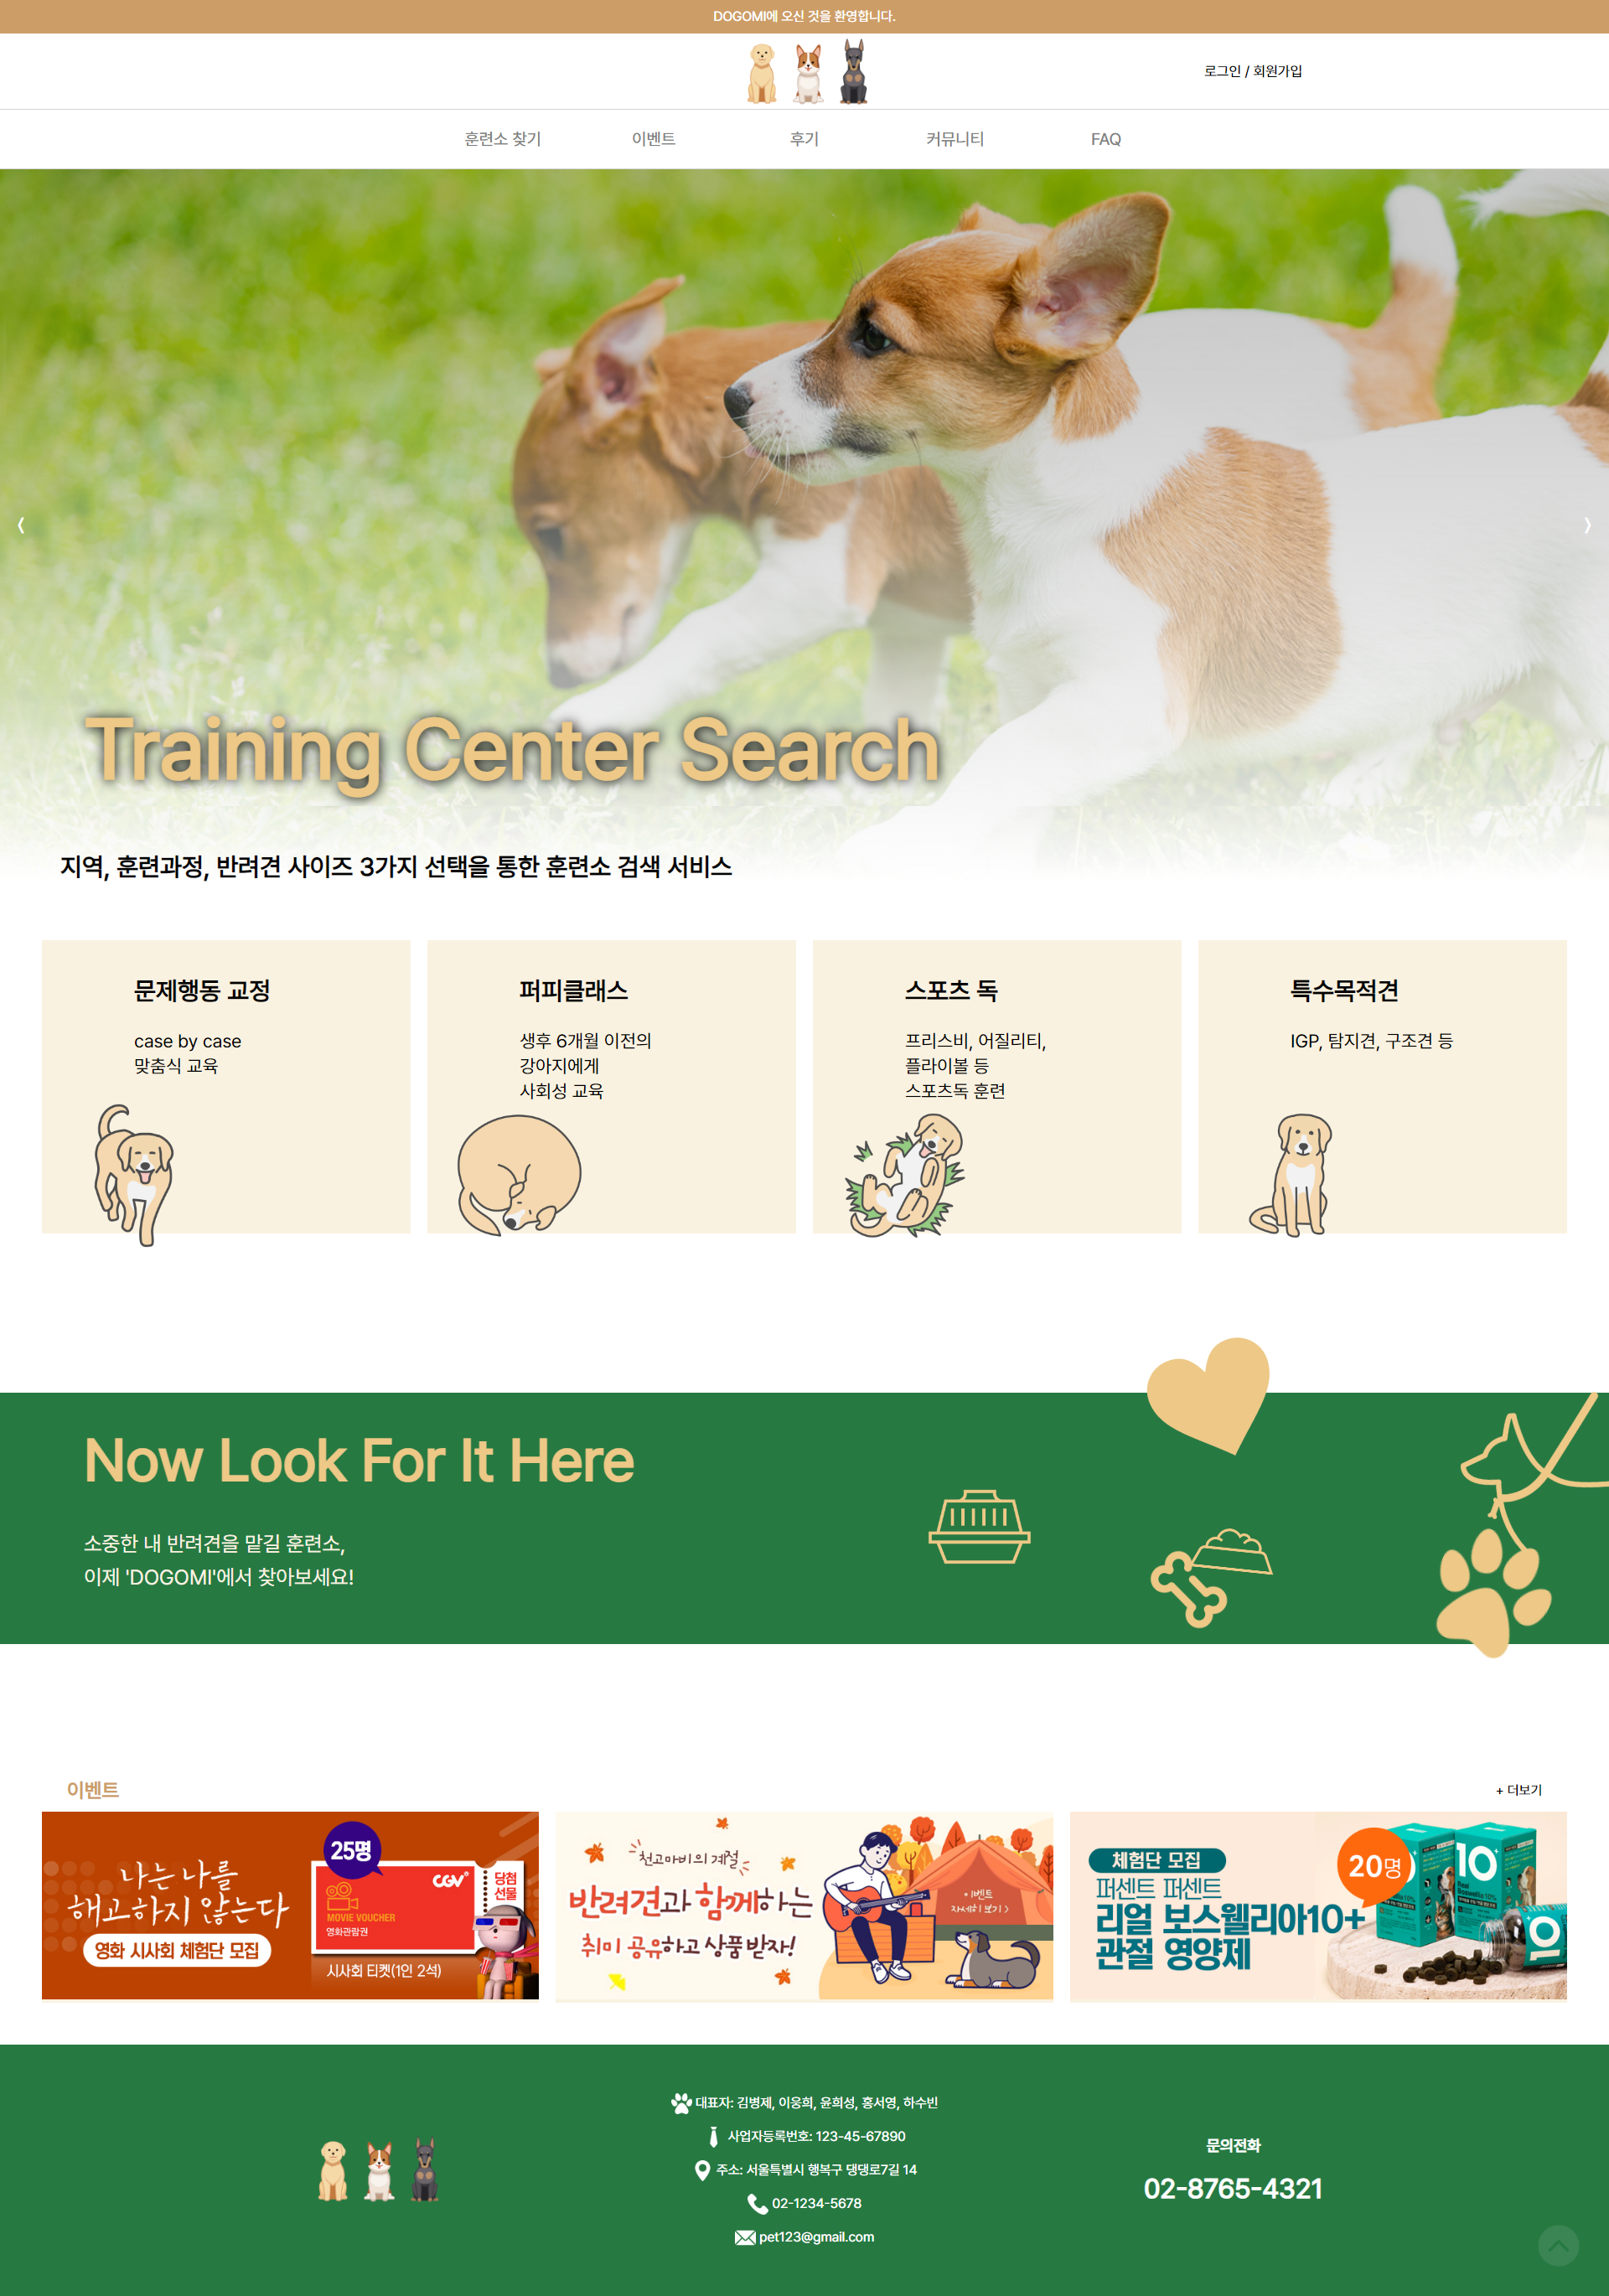 DOGOMI에 오신 것을 환영합니다.
로그인 / 회원가입
훈련소 찾기
이벤트
후기
커뮤니티
FAQ
Training Center Search
지역, 훈련과정, 반려견 사이즈 3가지 선택을 통한 훈련소 검색 서비스
문제행동 교정
case by case
맞춤식 교육
퍼피클래스
생후 6개월 이전의
강아지에게
사회성 교육
스포츠 독
프리스비, 어질리티,
플라이볼 등
스포츠독 훈련
특수목적견
IGP, 탐지견, 구조견 등
Now Look For It Here
소중한 내 반려견을 맡길 훈련소,
이제 'DOGOMI'에서 찾아보세요!
이벤트
+ 더보기
나는 나를
해고하지 않는다
영화 시사회 체험단 모집
25명
CGV
MOVIE VOUCHER
영화관람권
당첨
선물
시사회 티켓(1인 2석)
천고마비의 계절
반려견과 함께하는
취미 공유하고 상품 받자!
이벤트
자세히 보기 >
체험단 모집
퍼센트 퍼센트
리얼 보스웰리아10+
관절 영양제
20명
10+
Real
Boswellia 10%
10
대표자: 김병제, 이웅희, 윤희성, 홍서영, 하수빈
사업자등록번호: 123-45-67890
주소: 서울특별시 행복구 댕댕로7길 14
02-1234-5678
pet123@gmail.com
문의전화
02-8765-4321